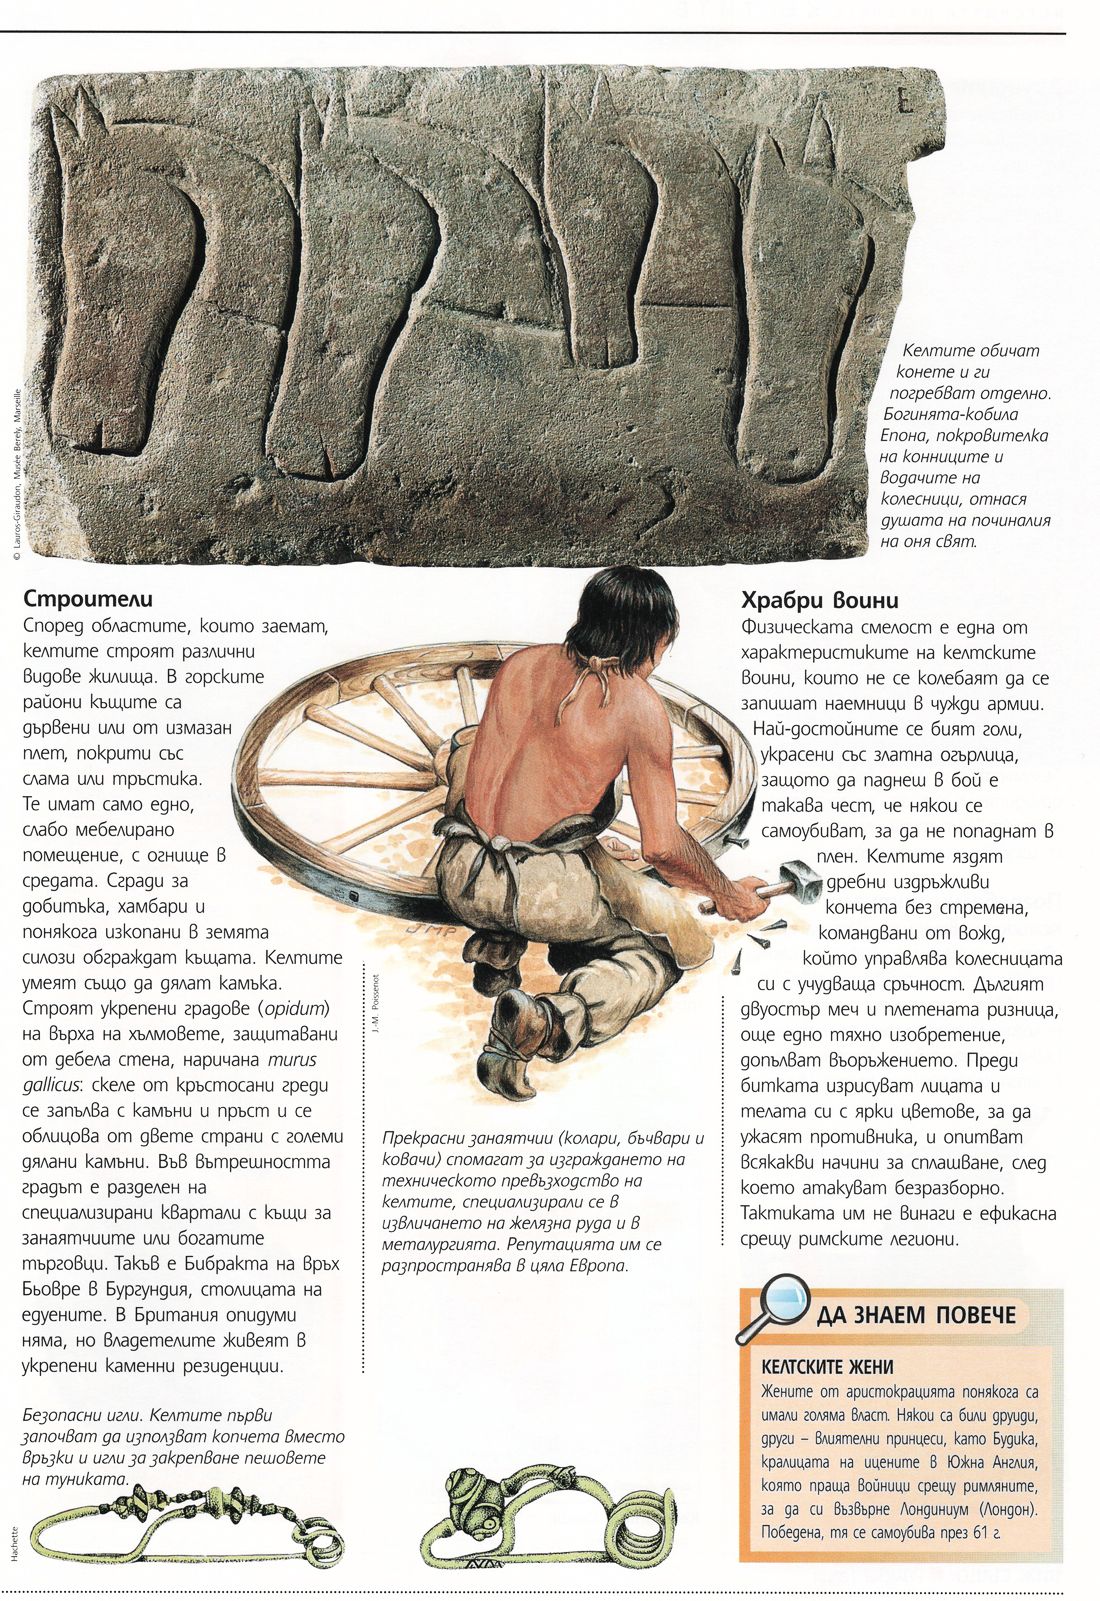 E
© Lauros-Giraudon, Musée Berely, Marseille
Келтите обичат
конете и ги
погребват отделно.
Богинята-кобила
Епона, покровителка
на конниците и
водачите на
колесници, отнася
душата на починалия
на оня свят.
Строители
Според областите, които заемат,
келтите строят различни
видове жилища. В горските
райони къщите са
дървени или от измазан
плет, покрити със
слама или тръстика.
Те имат само едно,
слабо мебелирано
помещение, с огнище в
средата. Сгради за
добитъка, хамбари и
понякога изкопани в земята
силози обграждат къщата. Келтите
умеят също да дялат камъка.
Строят укрепени градове (opidum)
на върха на хълмовете, защитавани
от дебела стена, наричана murus
gallicus: скеле от кръстосани греди
се запълва с камъни и пръст и се
облицова от двете страни с големи
дялани камъни. Във вътрешността
градът е разделен на
специализирани квартали с къщи за
занаятчиите или богатите
търговци. Такъв е Бибракта на връх
Бьовре в Бургундия, столицата на
едуените. В Британия опидуми
няма, но владетелите живеят в
укрепени каменни резиденции.
Безопасни игли. Келтите първи
започват да използват копчета вместо
връзки и игли за закрепване пешовете
на туниката.
Hachette
JMP
J.-M. Poissenot
Прекрасни занаятчии (колари, бъчвари и
ковачи) спомагат за изграждането на
техническото превъзходство на
келтите, специализирали се в
извличането на желязна руда и в
металургията. Репутацията им се
разпространява в цяла Европа.
Храбри воини
Физическата смелост е една от
характеристиките на келтските
воини, които не се колебаят да се
запишат наемници в чужди армии.
Най-достойните се бият голи,
украсени със златна огърлица,
защото да паднеш в бой е
такава чест, че някои се
самоубиват, за да не попаднат в
плен. Келтите яздят
дребни издръжливи
кончета без стремена,
командвани от вожд,
който управлява колесницата
си с учудваща сръчност. Дългият
двуостър меч и плетената ризница,
още едно тяхно изобретение,
допълват въоръжението. Преди
битката изрисуват лицата и
телата си с ярки цветове, за да
ужасят противника, и опитват
всякакви начини за сплашване, след
което атакуват безразборно.
Тактиката им не винаги е ефикасна
срещу римските легиони.
ДА ЗНАЕМ ПОВЕЧЕ
КЕЛТСКИТЕ ЖЕНИ
Жените от аристокрацията понякога са
имали голяма власт. Някои са били друиди,
други – влиятелни принцеси, като Будика,
кралицата на ицените в Южна Англия,
която праща войници срещу римляните,
за да си възвърне Лондиниум (Лондон).
Победена, тя се самоубива през 61 г.